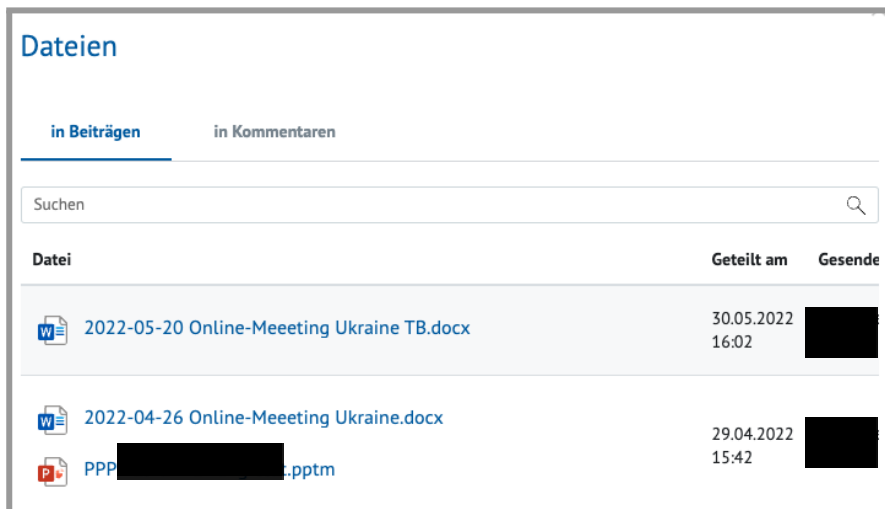 Dateien
in Beiträgen in Kommentaren
Suchen
Datei Geteilt am Gesende
2022-05-20 Online-Meeeting Ukraine TB.docx 30.05.2022
16:02
2022-04-26 Online-Meeeting Ukraine.docx
29.04.2022
15:42
PPP .pptm